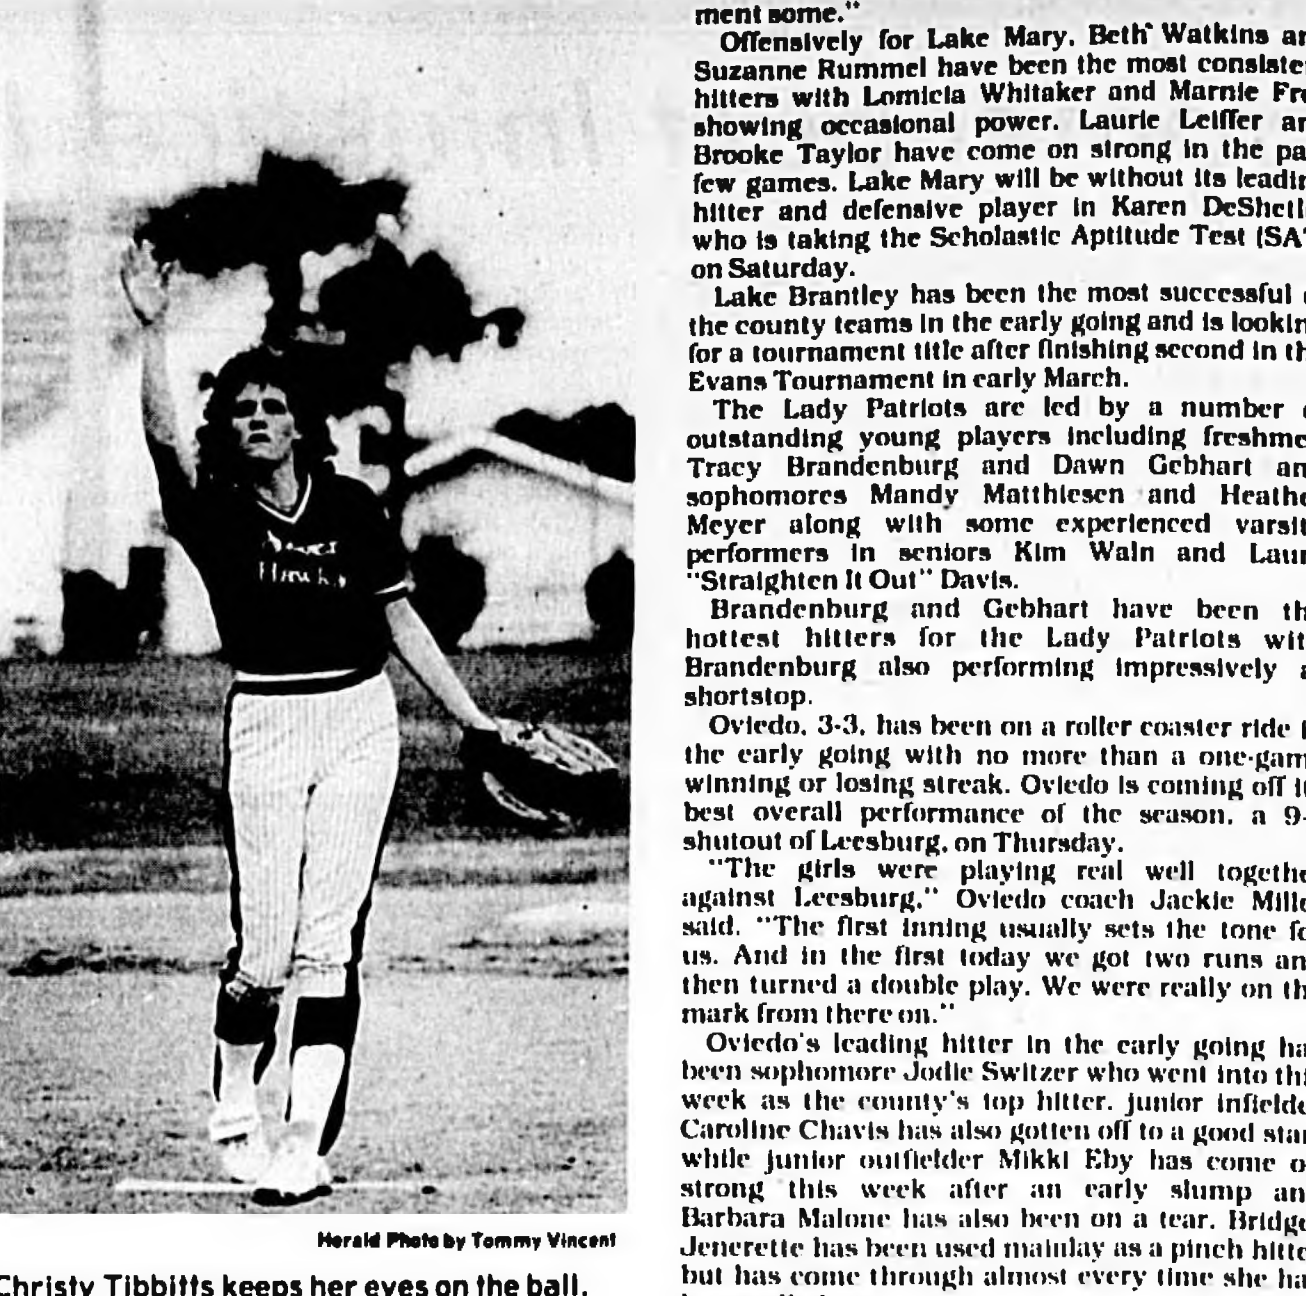 Hawks
Herald Photo by Tommy Vincent
Christy Tibbitts keeps her eyes on the ball.
ment some."
Offensively for Lake Mary, Beth Watkins an
Suzanne Rummel have been the most consiste
hitters with Lomicia Whitaker and Marnie Fre
showing occasional power. Laurie Leiffer an
Brooke Taylor have come on strong in the pa
few games. Lake Mary will be without its leadin
hitter and defensive player in Karen DeShetl
who is taking the Scholastic Aptitude Test (SA
on Saturday.
Lake Brantley has been the most successful o
the county teams in the early going and is lookin
for a tournament title after finishing second in th
Evans Tournament in early March.
The Lady Patriots are led by a number o
outstanding young players including freshme
Tracy Brandenburg and Dawn Gebhart an
sophomores Mandy Matthiesen and Heathe
Meyer along with some experienced varsit
performers in seniors Kim Wain and Laur
"Straighten It Out" Davis.
Brandenburg and Gebhart have been th
hottest hitters for the Lady Patriots wit
Brandenburg also performing impressively a
shortstop.
Oviedo, 3-3, has been on a roller coaster ride i
the early going with no more than a one-gam
winning or losing streak. Oviedo is coming off it
best overall performance of the season, a 9-
shutout of Leesburg, on Thursday.
"The girls were playing real well togethe
against Leesburg," Oviedo coach Jackie Mille
said. "The first inning usually sets the tone fo
us. And in the first today we got two runs an
then turned a double play. We were really on th
mark from there on."
Oviedo's leading hitter in the early going ha
been sophomore Jodie Switzer who went into thi
week as the county's top hitter. junior infielde
Caroline Chavis has also gotten off to a good star
while junior outfielder Mikki Eby has come o
strong this week after an early slump an
Barbara Malone has also been on a tear. Bridge
Jenerette has been used mainlay as a pinch hitte
but has come through almost every time she ha